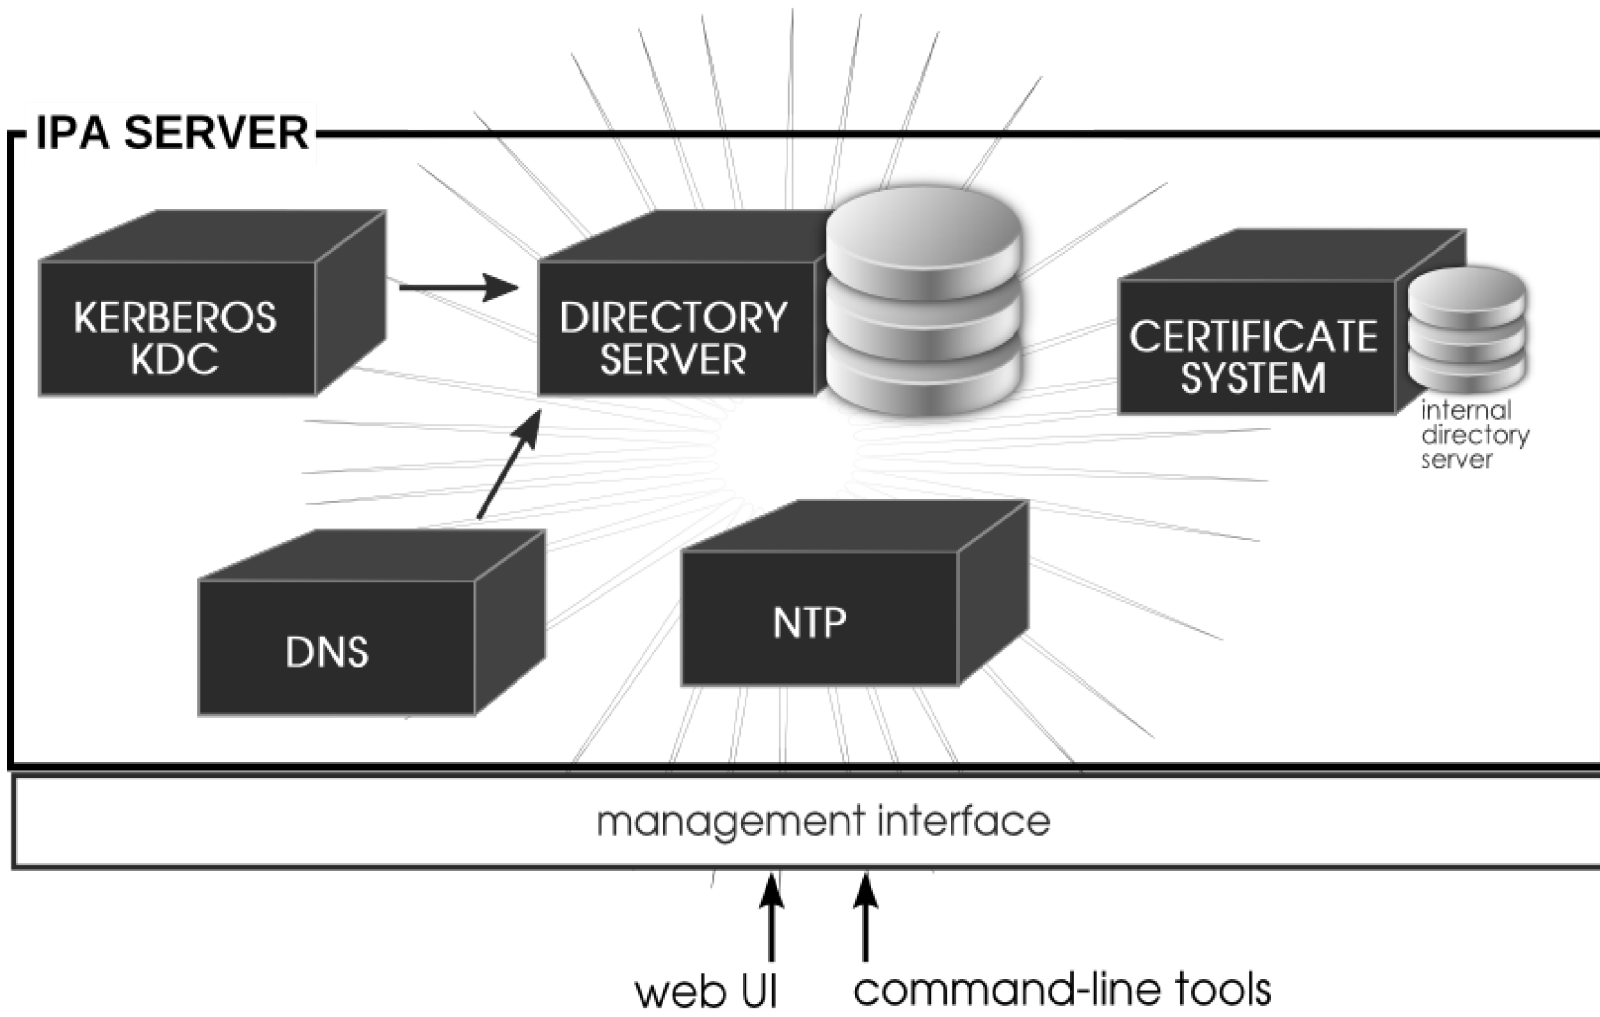 IPA SERVER
KERBEROS
KDC
DIRECTORY
SERVER
CERTIFICATE
SYSTEM
internal
directory
server
DNS
NTP
management interface
web UI
command-line tools